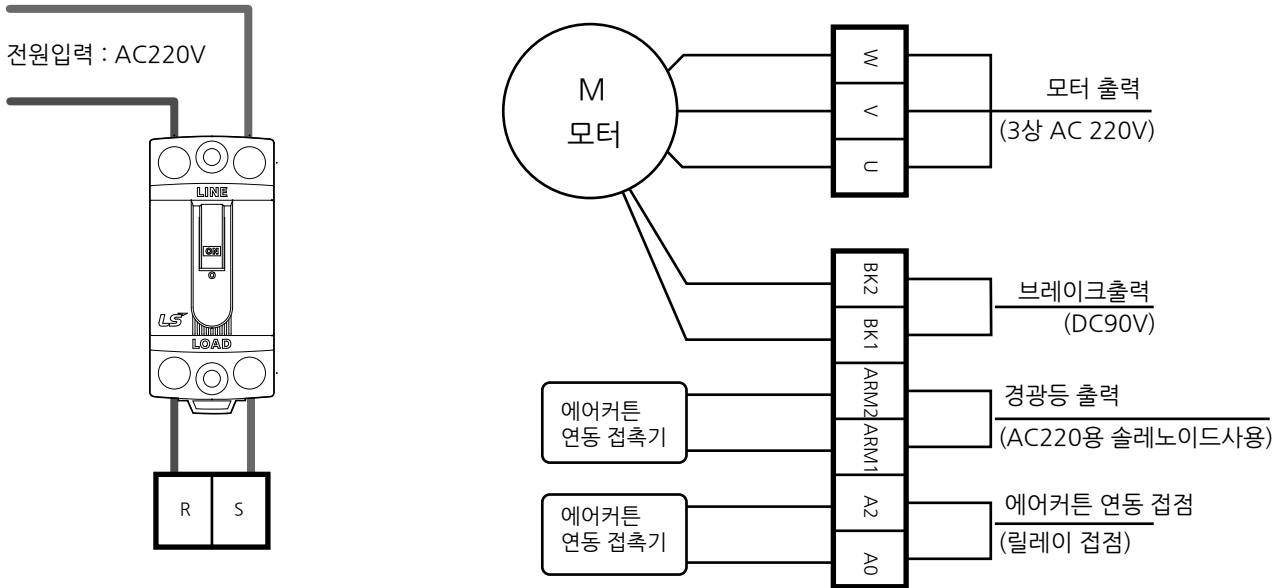 전원입력 : AC220V
LINE
ON
LS
LOAD
R
S
M
모터
W
V
U
모터 출력
(3상 AC 220V)
BK2
BK1
브레이크출력
(DC90V)
ARM2
ARM1
에어커튼
연동 접촉기
경광등 출력
(AC220용 솔레노이드사용)
A2
A0
에어커튼
연동 접촉기
에어커튼 연동 접점
(릴레이 접점)